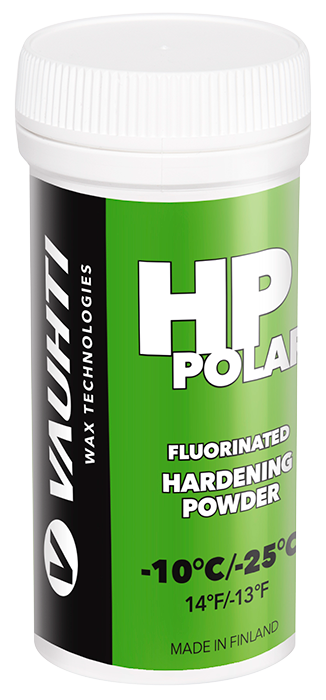 VAUHTI
WAX TECHNOLOGIES
HP
POLAR
FLUORINATED
HARDENING
POWDER
-10°C/-25°C
14°F/-13°F
MADE IN FINLAND